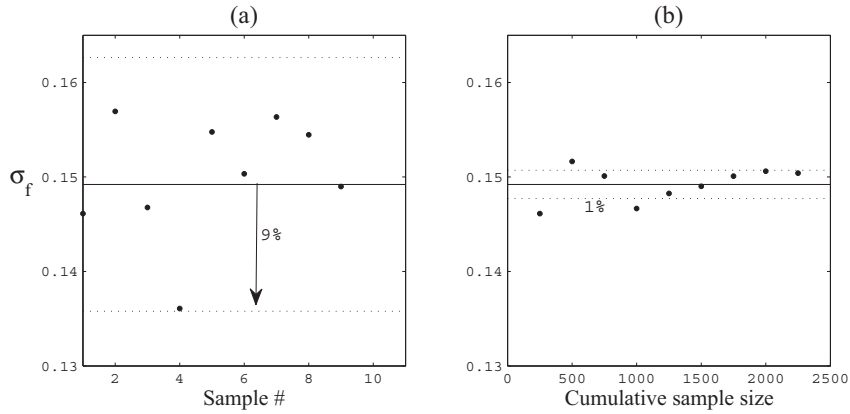 (a)
0.16
0.15
0.14
0.13
σf
9%
2 4 6 8 10
Sample #
(b)
0.16
0.15
0.14
0.13
1%
0 500 1000 1500 2000 2500
Cumulative sample size